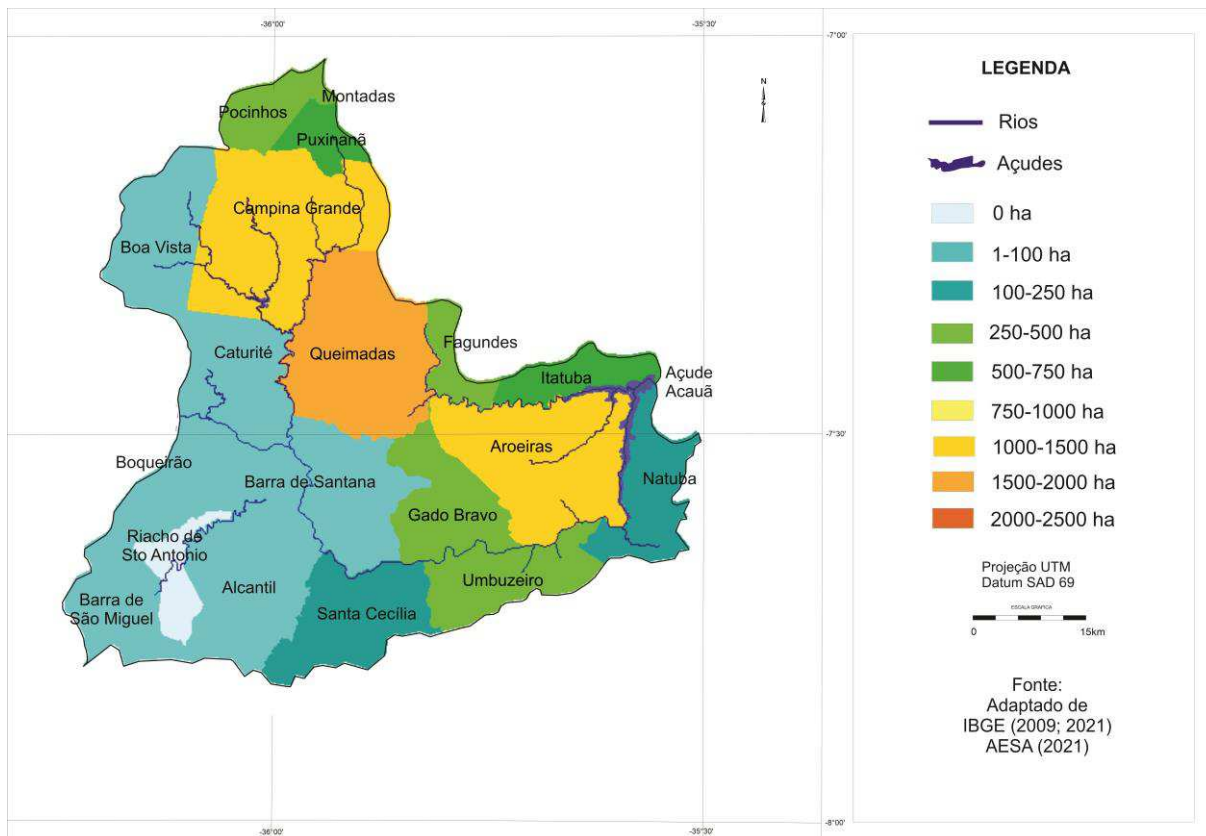 -36°00'
-35°30'
-7°00'
Pocinhos
Montadas
Puxinanã
Campina Grande
Boa Vista
Caturité
Queimadas
Fagundes
Itatuba
Açude
Acauã
-7°30'
Aroeiras
Boqueirão
Barra de Santana
Natuba
Gado Bravo
Riacho de
Sto Antonio
Alcantil
Umbuzeiro
Barra de
São Miguel
Santa Cecília
-36°00'
-35°30'
-8°00'
N
LEGENDA
Rios
Açudes
0 ha
1-100 ha
100-250 ha
250-500 ha
500-750 ha
750-1000 ha
1000-1500 ha
1500-2000 ha
2000-2500 ha
Projeção UTM
Datum SAD 69
ESCALA GRÁFICA
0 15km
Fonte:
Adaptado de
IBGE (2009; 2021)
AESA (2021)